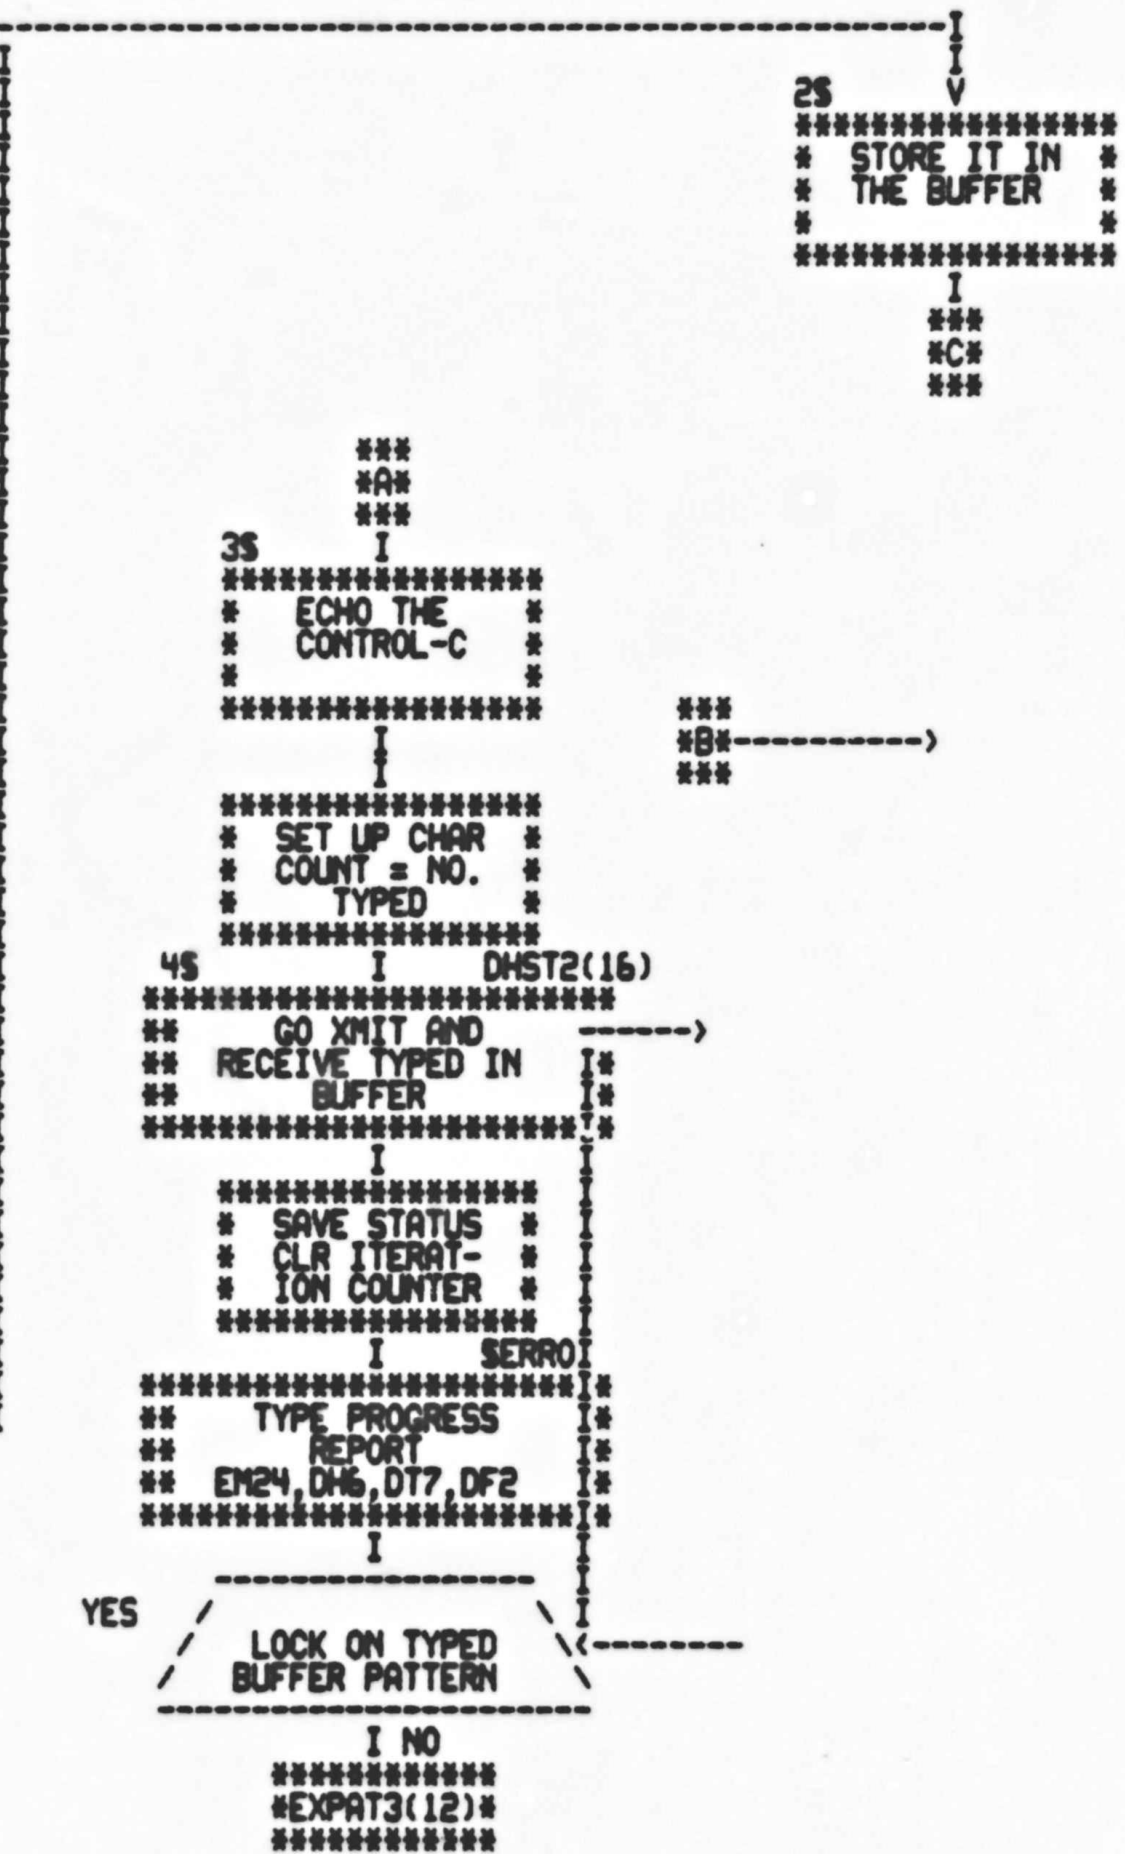 2$
STORE IT IN
THE BUFFER
C
A
3$
ECHO THE
CONTROL-C
B
SET UP CHAR
COUNT = NO.
TYPED
4$ DHST2(16)
GO XMIT AND
RECEIVE TYPED IN
BUFFER
SAVE STATUS
CLR ITERAT-
ION COUNTER
$ERRO
TYPE PROGRESS
REPORT
EM24,DH6,DT7,DF2
YES
LOCK ON TYPED
BUFFER PATTERN
NO
EXPAT3(12)